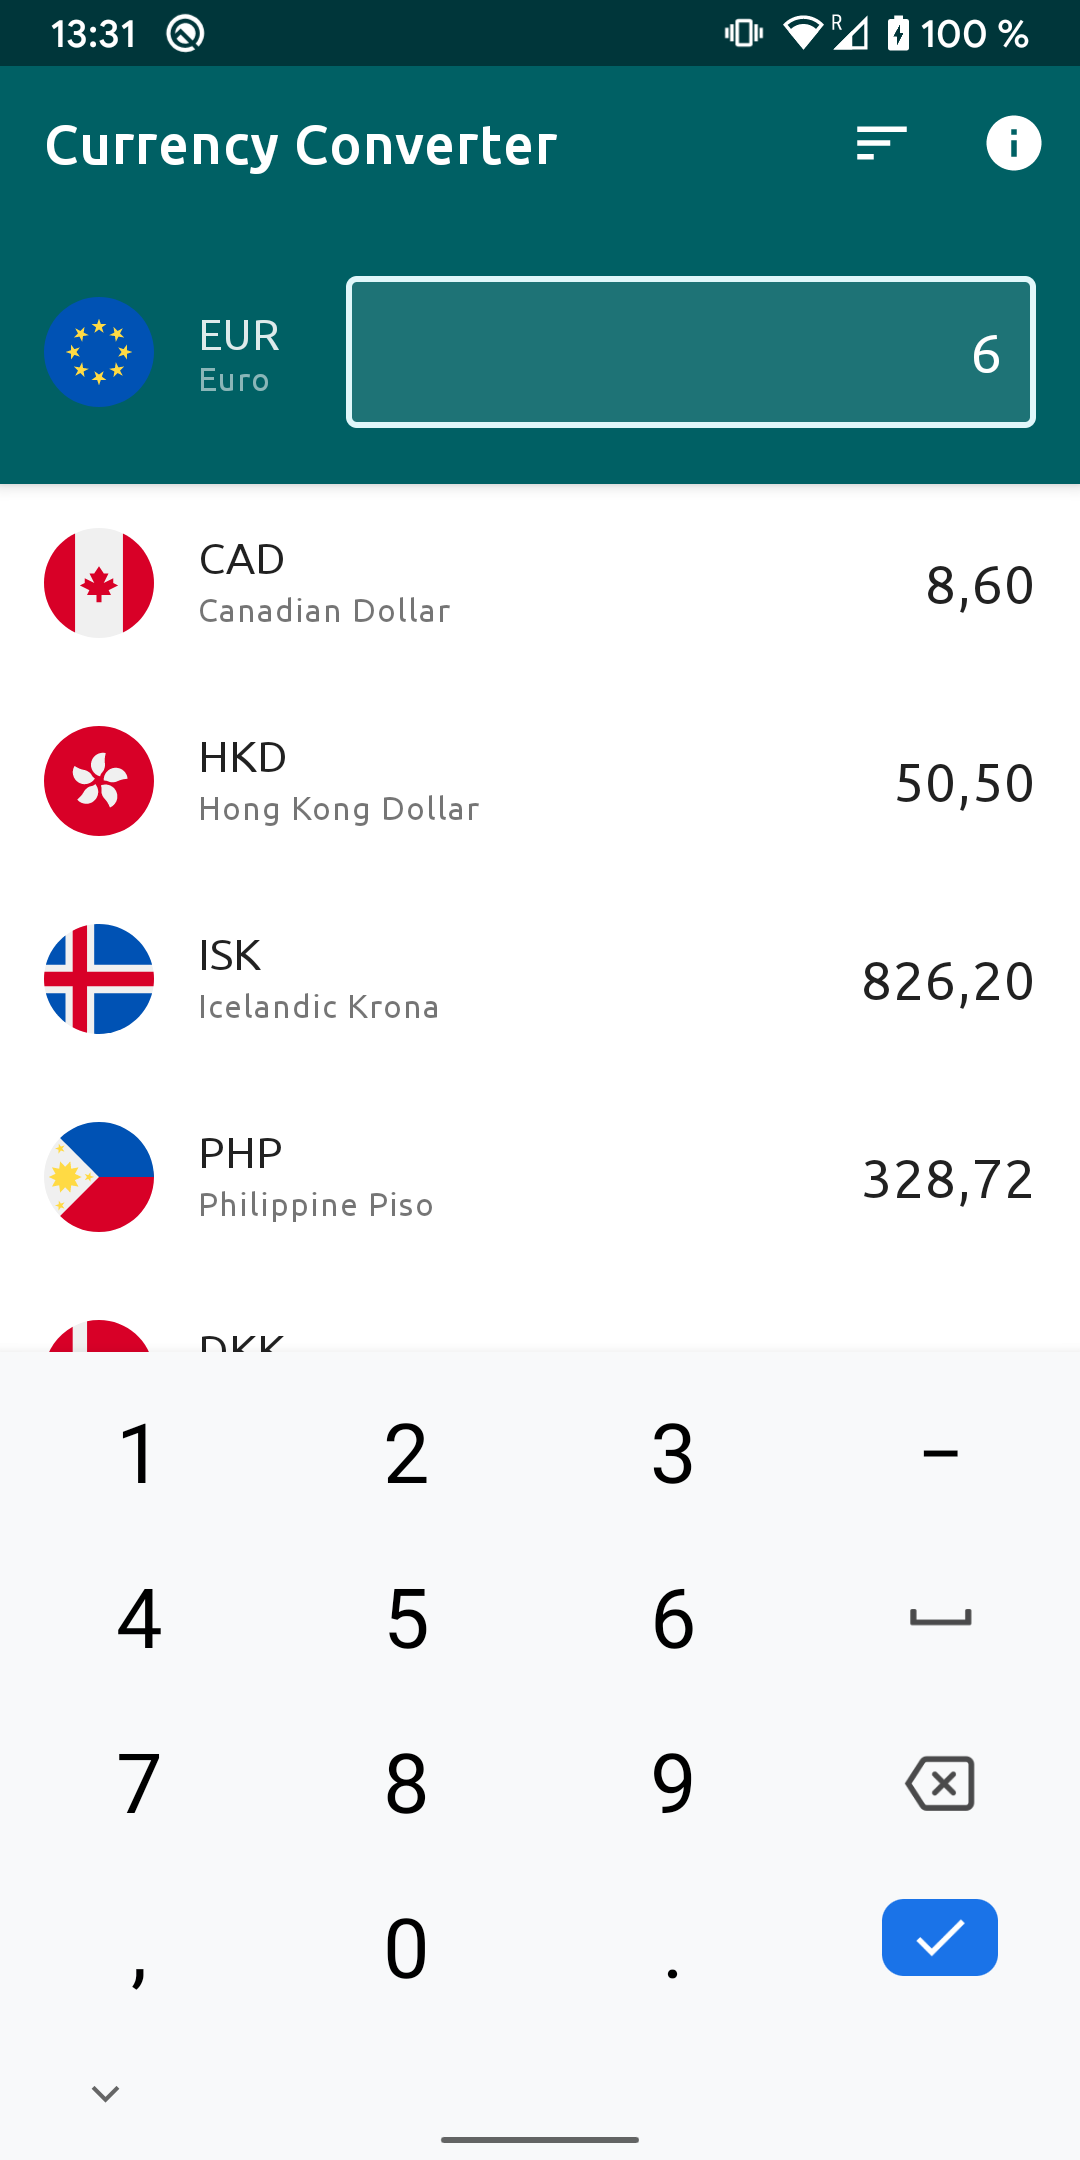 13:31
R
100 %
Currency Converter
EUR
Euro
6
CAD
Canadian Dollar
8,60
HKD
Hong Kong Dollar
50,50
ISK
Icelandic Krona
826,20
PHP
Philippine Piso
328,72
DKK
1 2 3 –
4 5 6
7 8 9
, 0 .